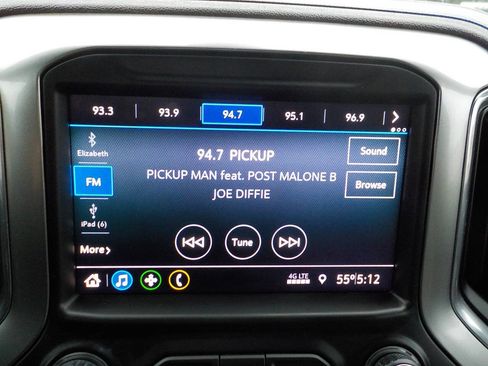 93.3 93.9 94.7 95.1 96.9
Elizabeth
94.7 PICKUP
Sound
FM
PICKUP MAN feat. POST MALONE B
Browse
JOE DIFFIE
iPad (6)
Tune
More
4G LTE
55° 5:12